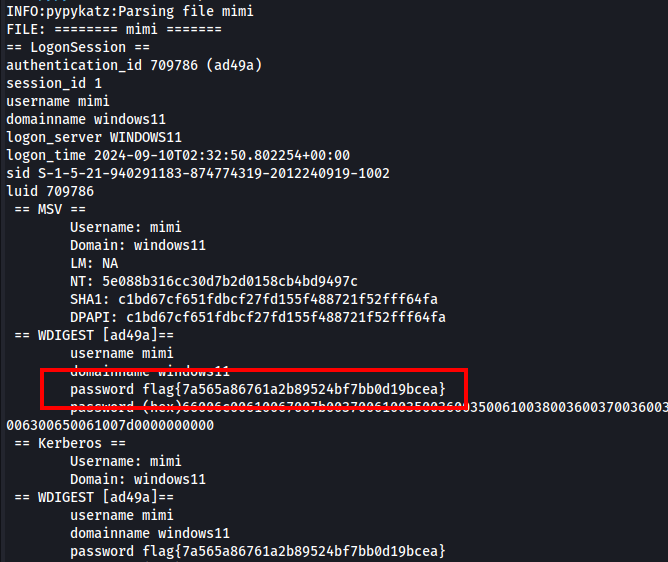 INFO:pypykatz:Parsing file mimi
FILE: ======== mimi =======
== LogonSession ==
authentication_id 709786 (ad49a)
session_id 1
username mimi
domainname windows11
logon_server WINDOWS11
logon_time 2024-09-10T02:32:50.802254+00:00
sid S-1-5-21-940291183-874774319-2012240919-1002
luid 709786
== MSV ==
Username: mimi
Domain: windows11
LM: NA
NT: 5e088b316cc30d7b2d0158cb4bd9497c
SHA1: c1bd67cf651fdbcf27fd155f488721f52fff64fa
DPAPI: c1bd67cf651fdbcf27fd155f488721f52fff64fa
== WDIGEST [ad49a]==
username mimi
domainname windows11
password flag{7a565a86761a2b89524bf7bb0d19bcea}
password (hex)
006300650061007d0000000000
== Kerberos ==
Username: mimi
Domain: windows11
== WDIGEST [ad49a]==
username mimi
domainname windows11
password flag{7a565a86761a2b89524bf7bb0d19bcea}